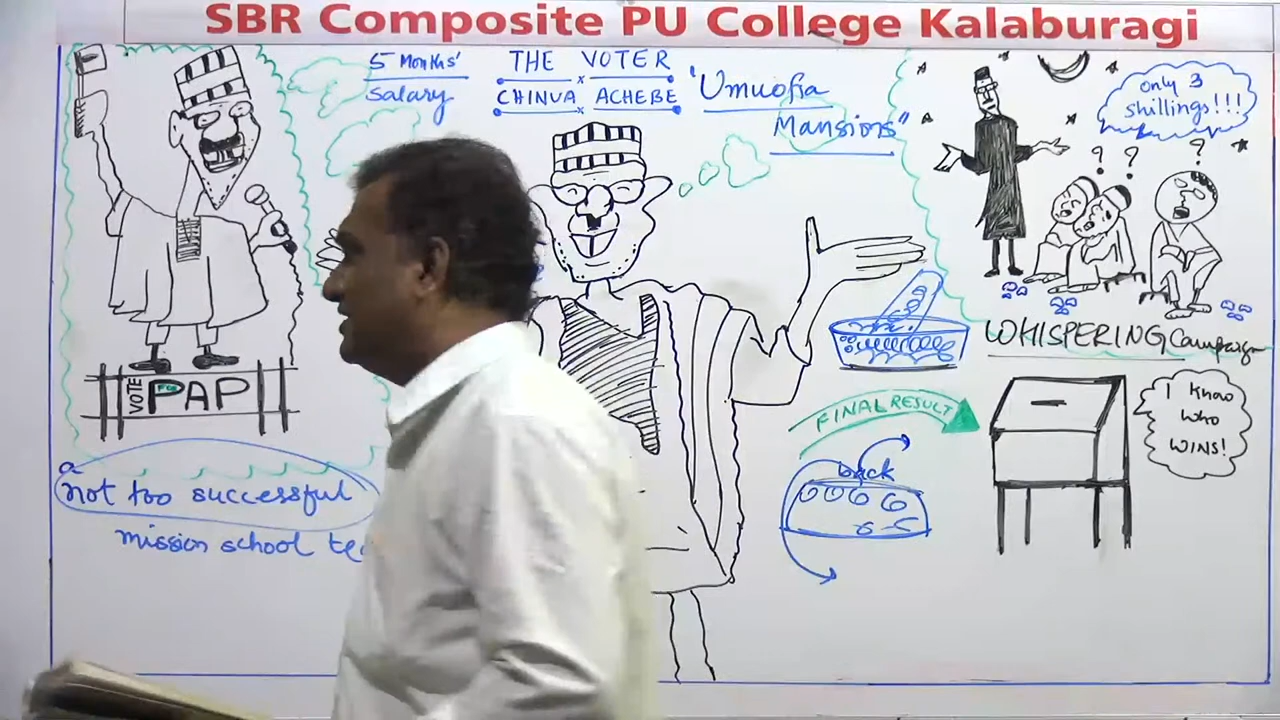 SBR Composite PU College Kalaburagi
5 Months'
Salary
THE VOTER
CHINUA ACHEBE
'Umuofia
Mansions"
only 3
shillings!!!
? ? ?
WHISPERING Campaign
VOTE FOR PAP
FINAL RESULT
I know
who
WINS!
back
a
not too successful
mission school